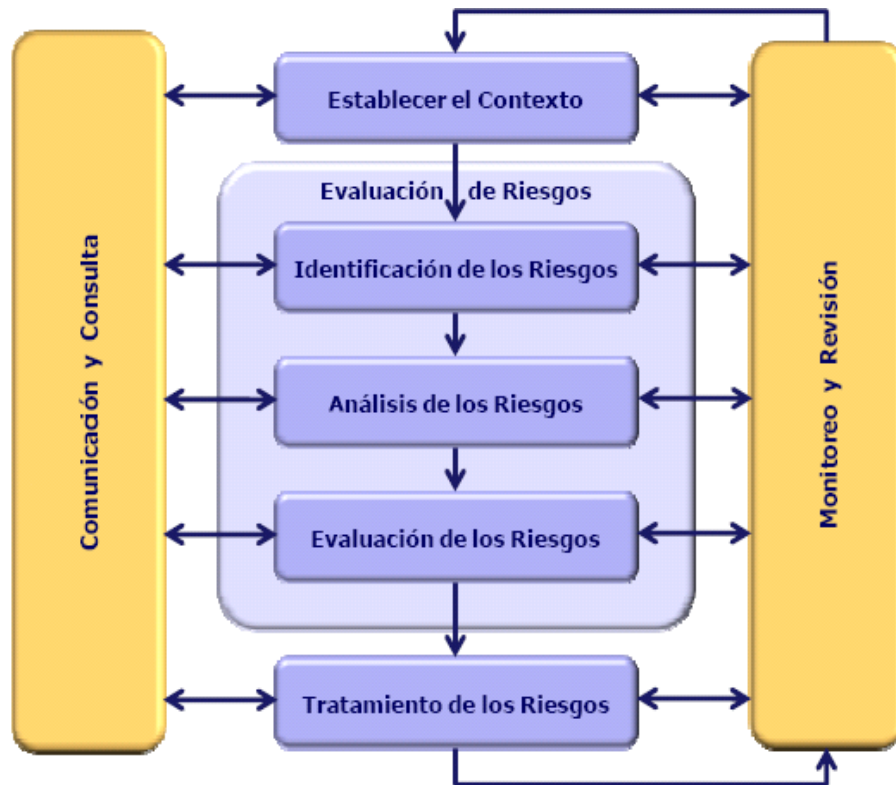 Establecer el Contexto
Evaluación de Riesgos
Identificación de los Riesgos
Análisis de los Riesgos
Evaluación de los Riesgos
Tratamiento de los Riesgos
Comunicación y Consulta
Monitoreo y Revisión